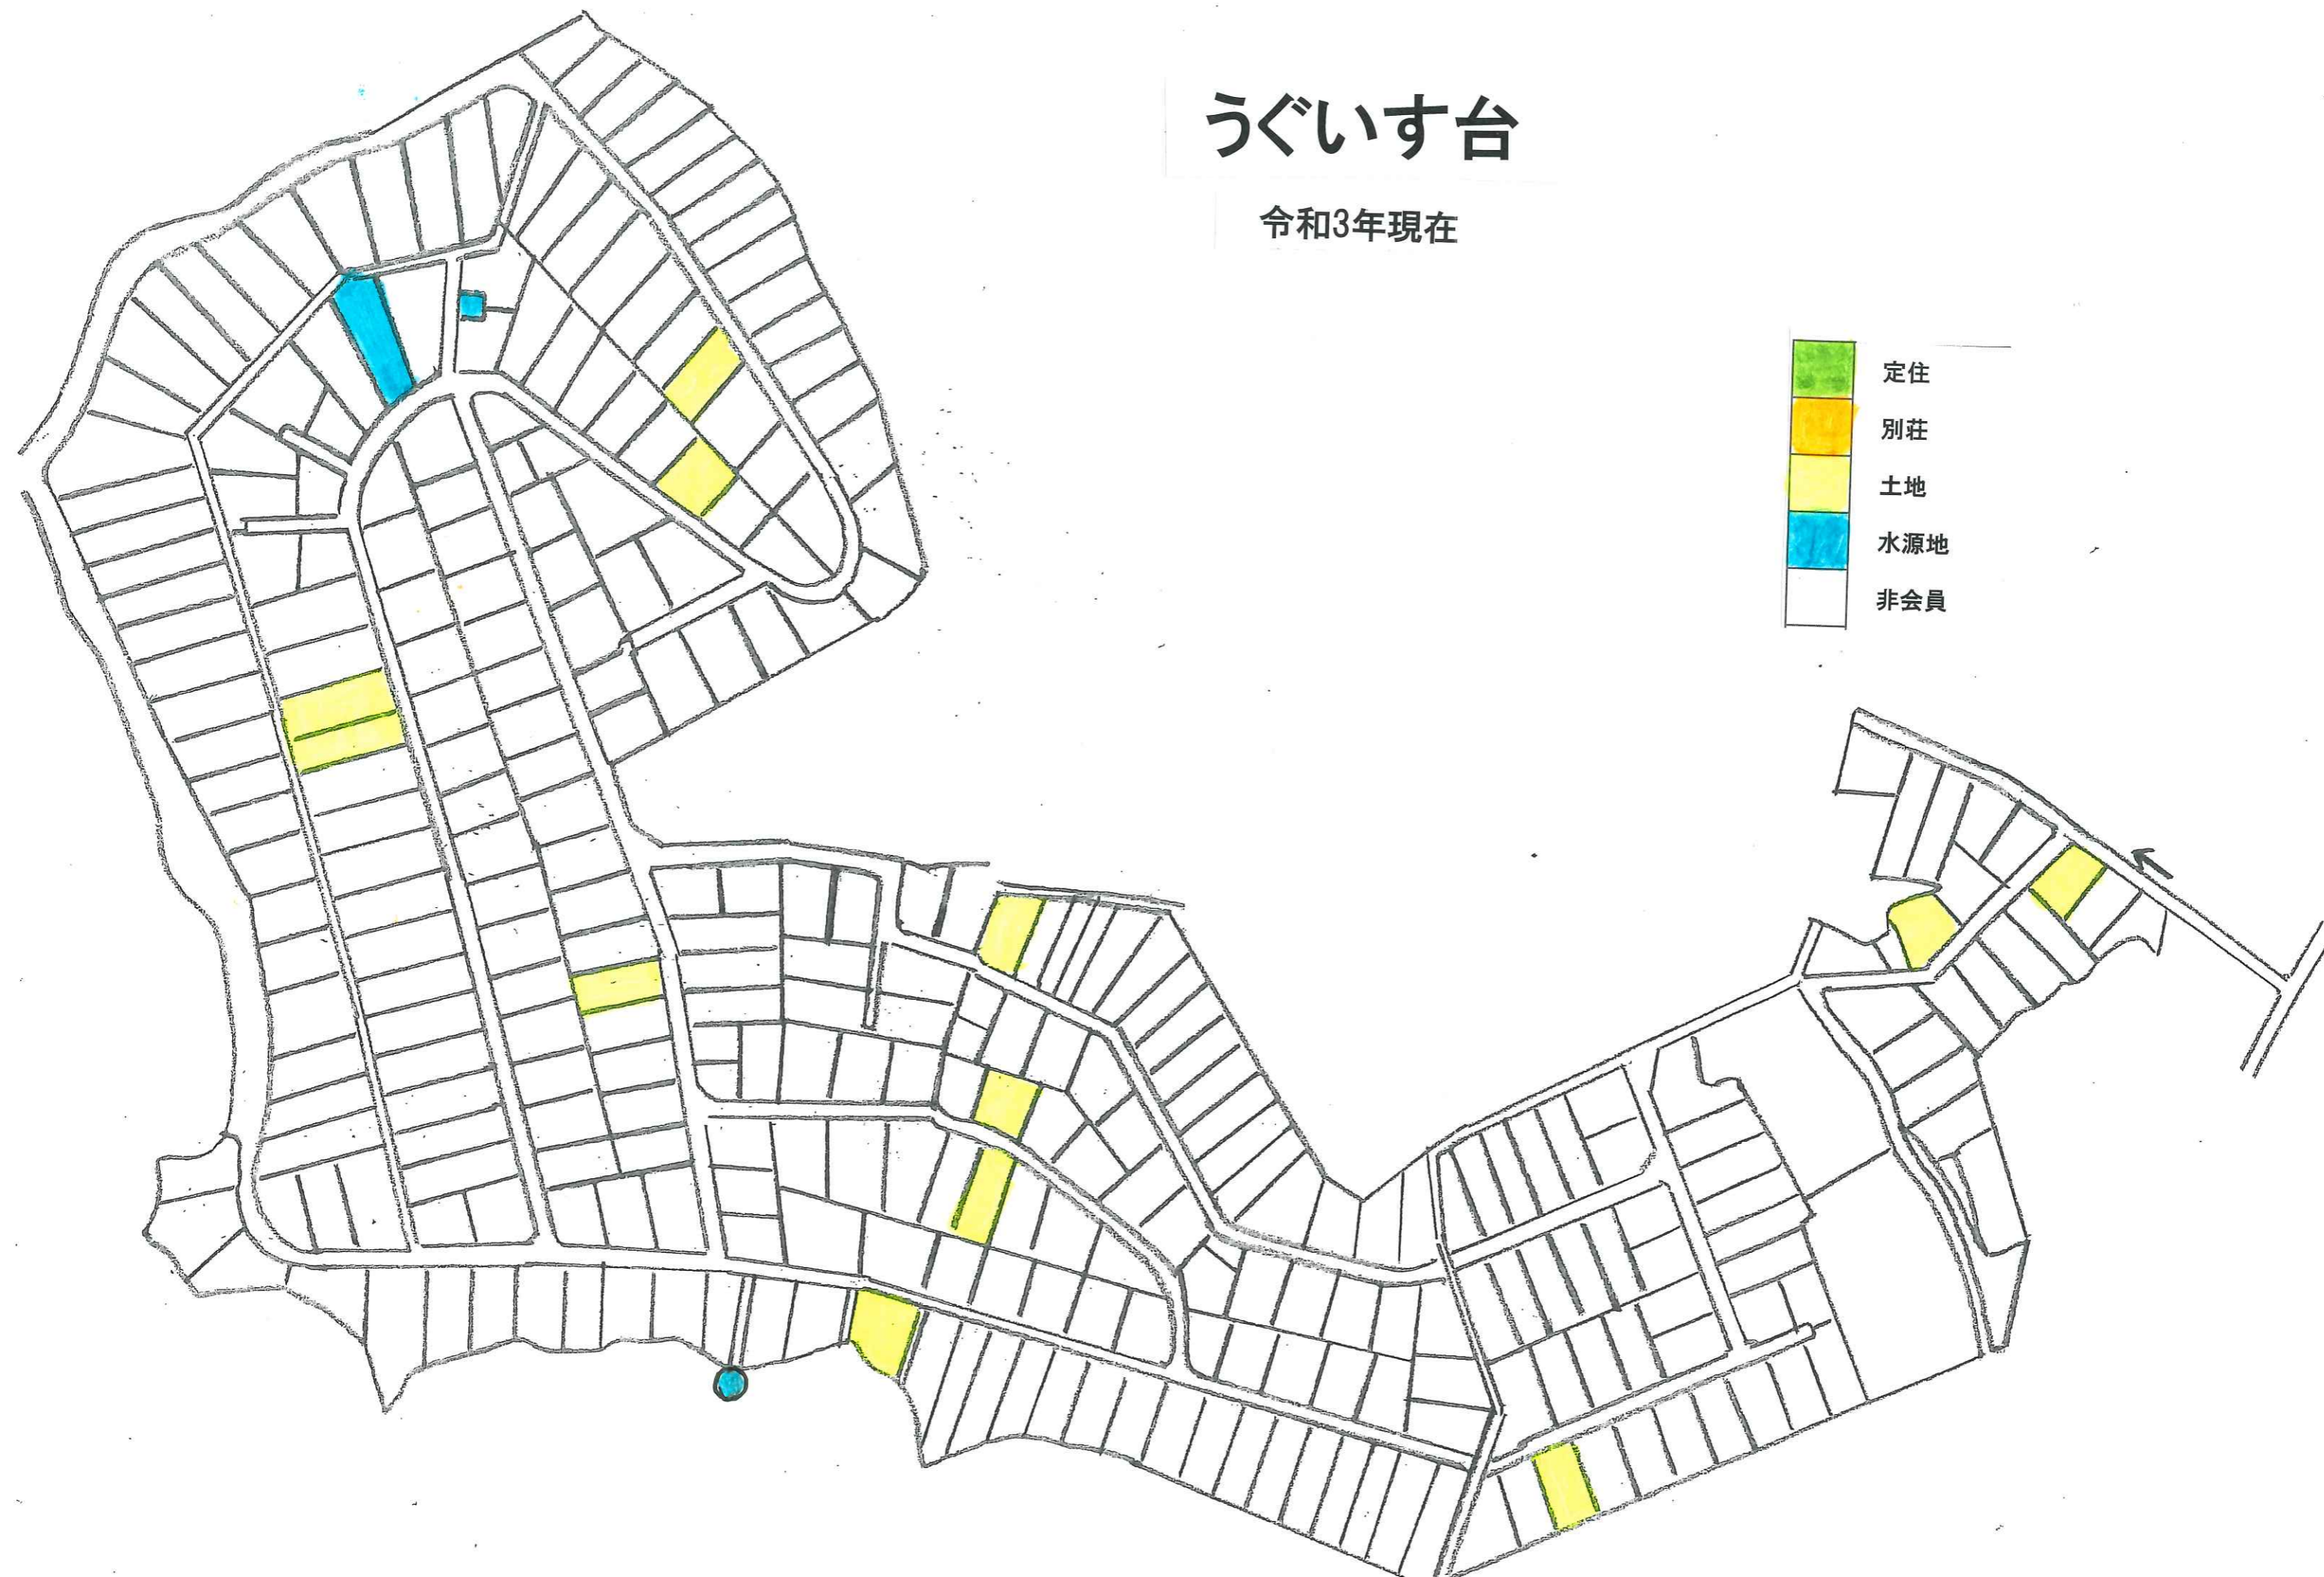 うぐいす台
令和3年現在
定住
別荘
土地
水源地
非会員